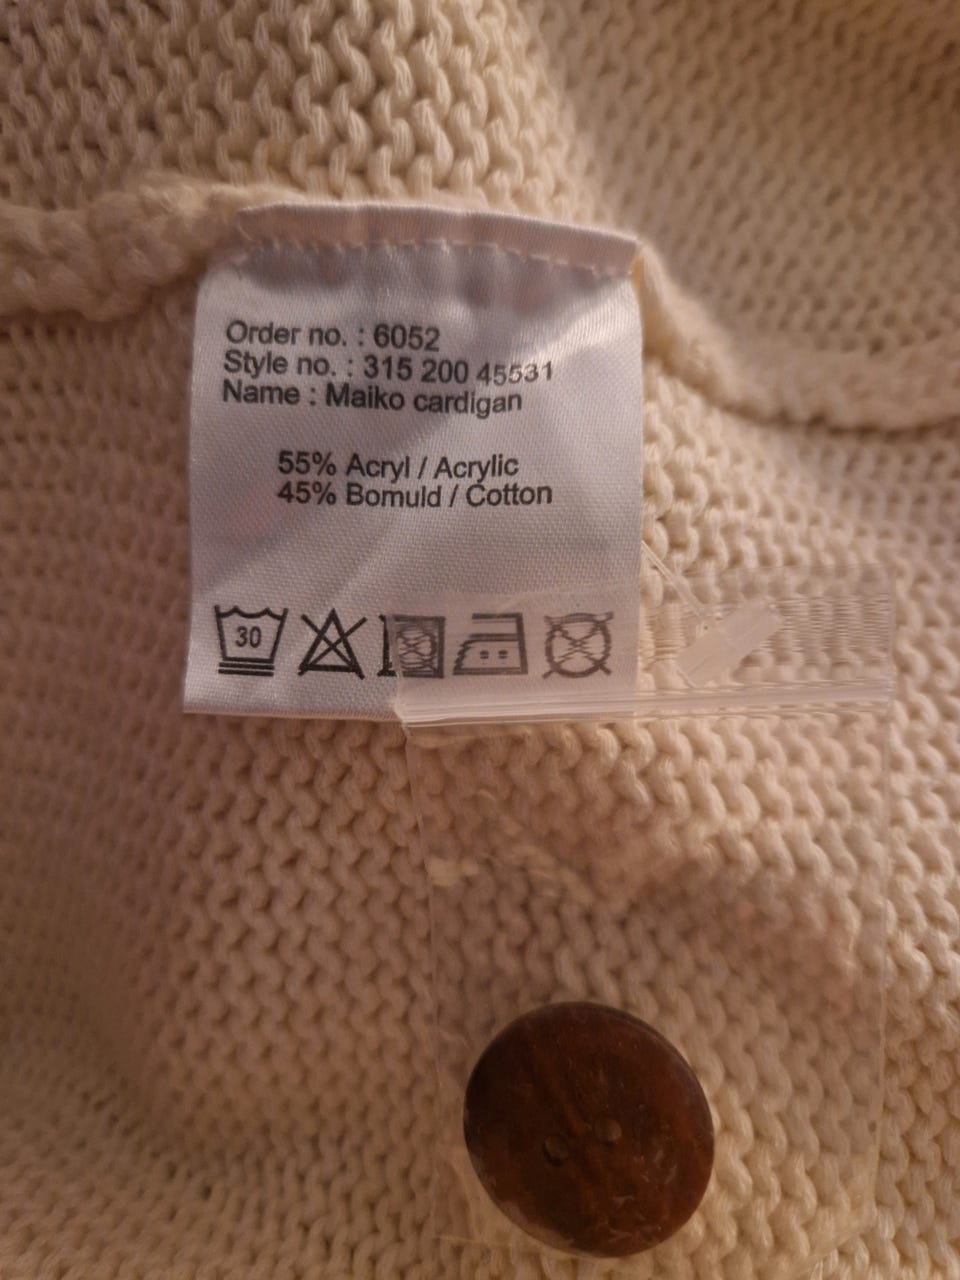 Order no. : 6052
Style no. : 315 200 45531
Name : Maiko cardigan
55% Acryl / Acrylic
45% Bomuld / Cotton
30